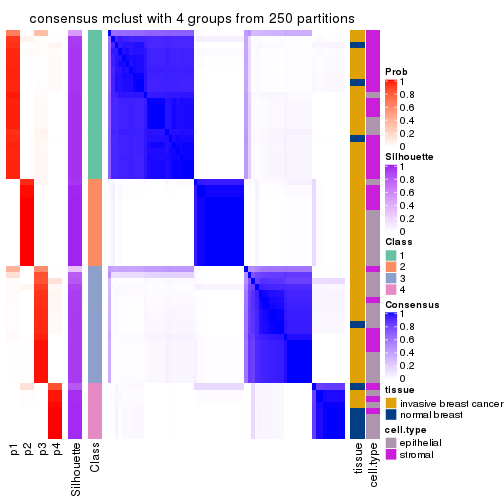 consensus mclust with 4 groups from 250 partitions
Prob
1
0.8
0.6
0.4
0.2
0
Silhouette
1
0.8
0.6
0.4
0.2
0
Class
1
2
3
4
Consensus
1
0.8
0.6
0.4
0.2
0
tissue
invasive breast cancer
normal breast
cell.type
epithelial
stromal
p1
p2
p3
p4
Silhouette
Class
tissue
cell.type